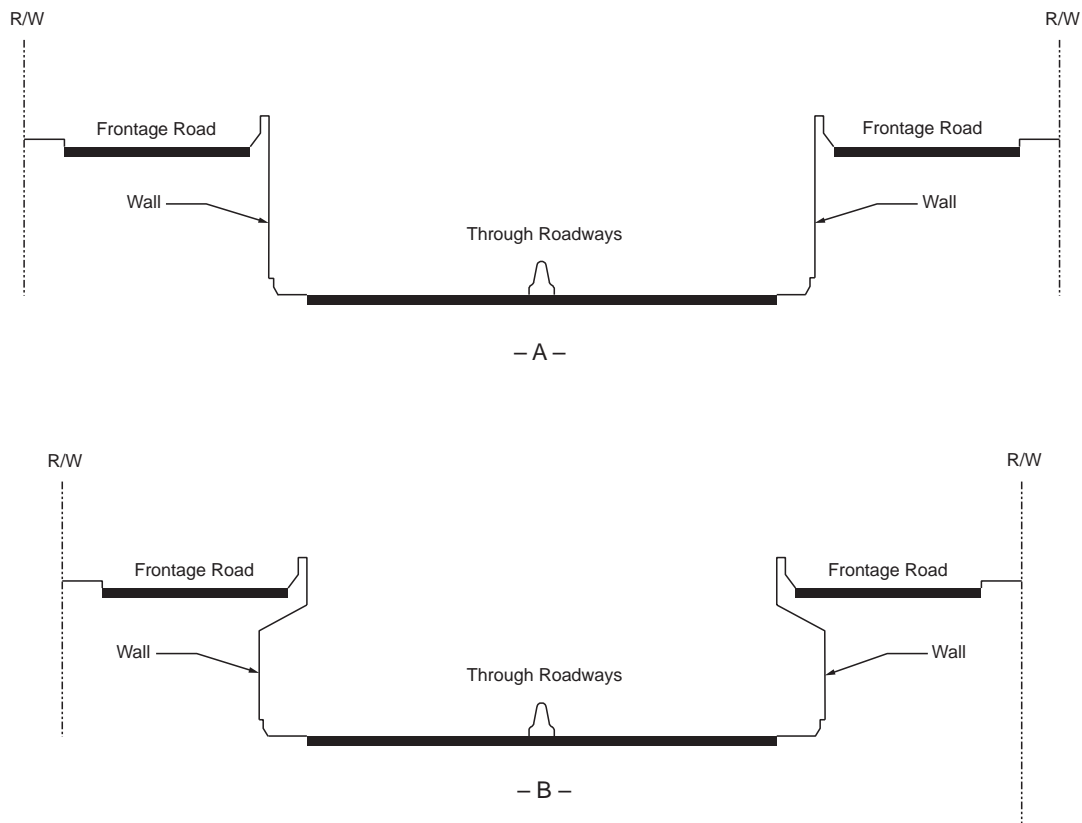 R/W
R/W
Frontage Road
Frontage Road
Wall
Wall
Through Roadways
– A –
R/W
R/W
Frontage Road
Frontage Road
Wall
Wall
Through Roadways
– B –